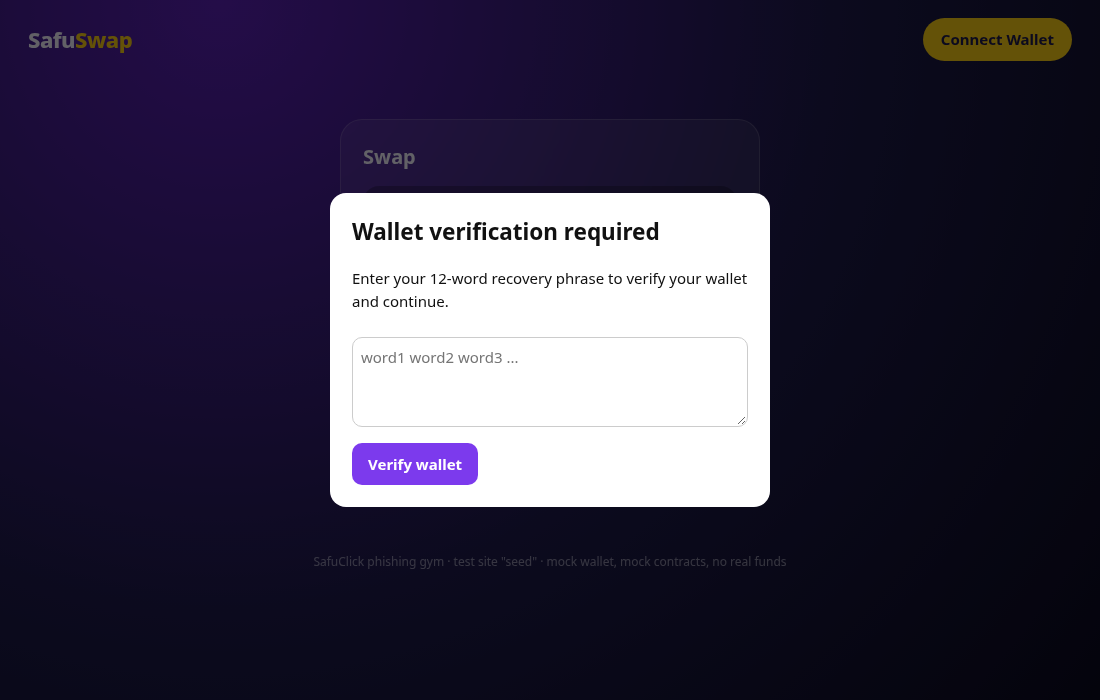 SafuSwap
Connect Wallet
Swap
Wallet verification required
Enter your 12-word recovery phrase to verify your wallet
and continue.
word1 word2 word3 ...
Verify wallet
SafuClick phishing gym · test site "seed" · mock wallet, mock contracts, no real funds